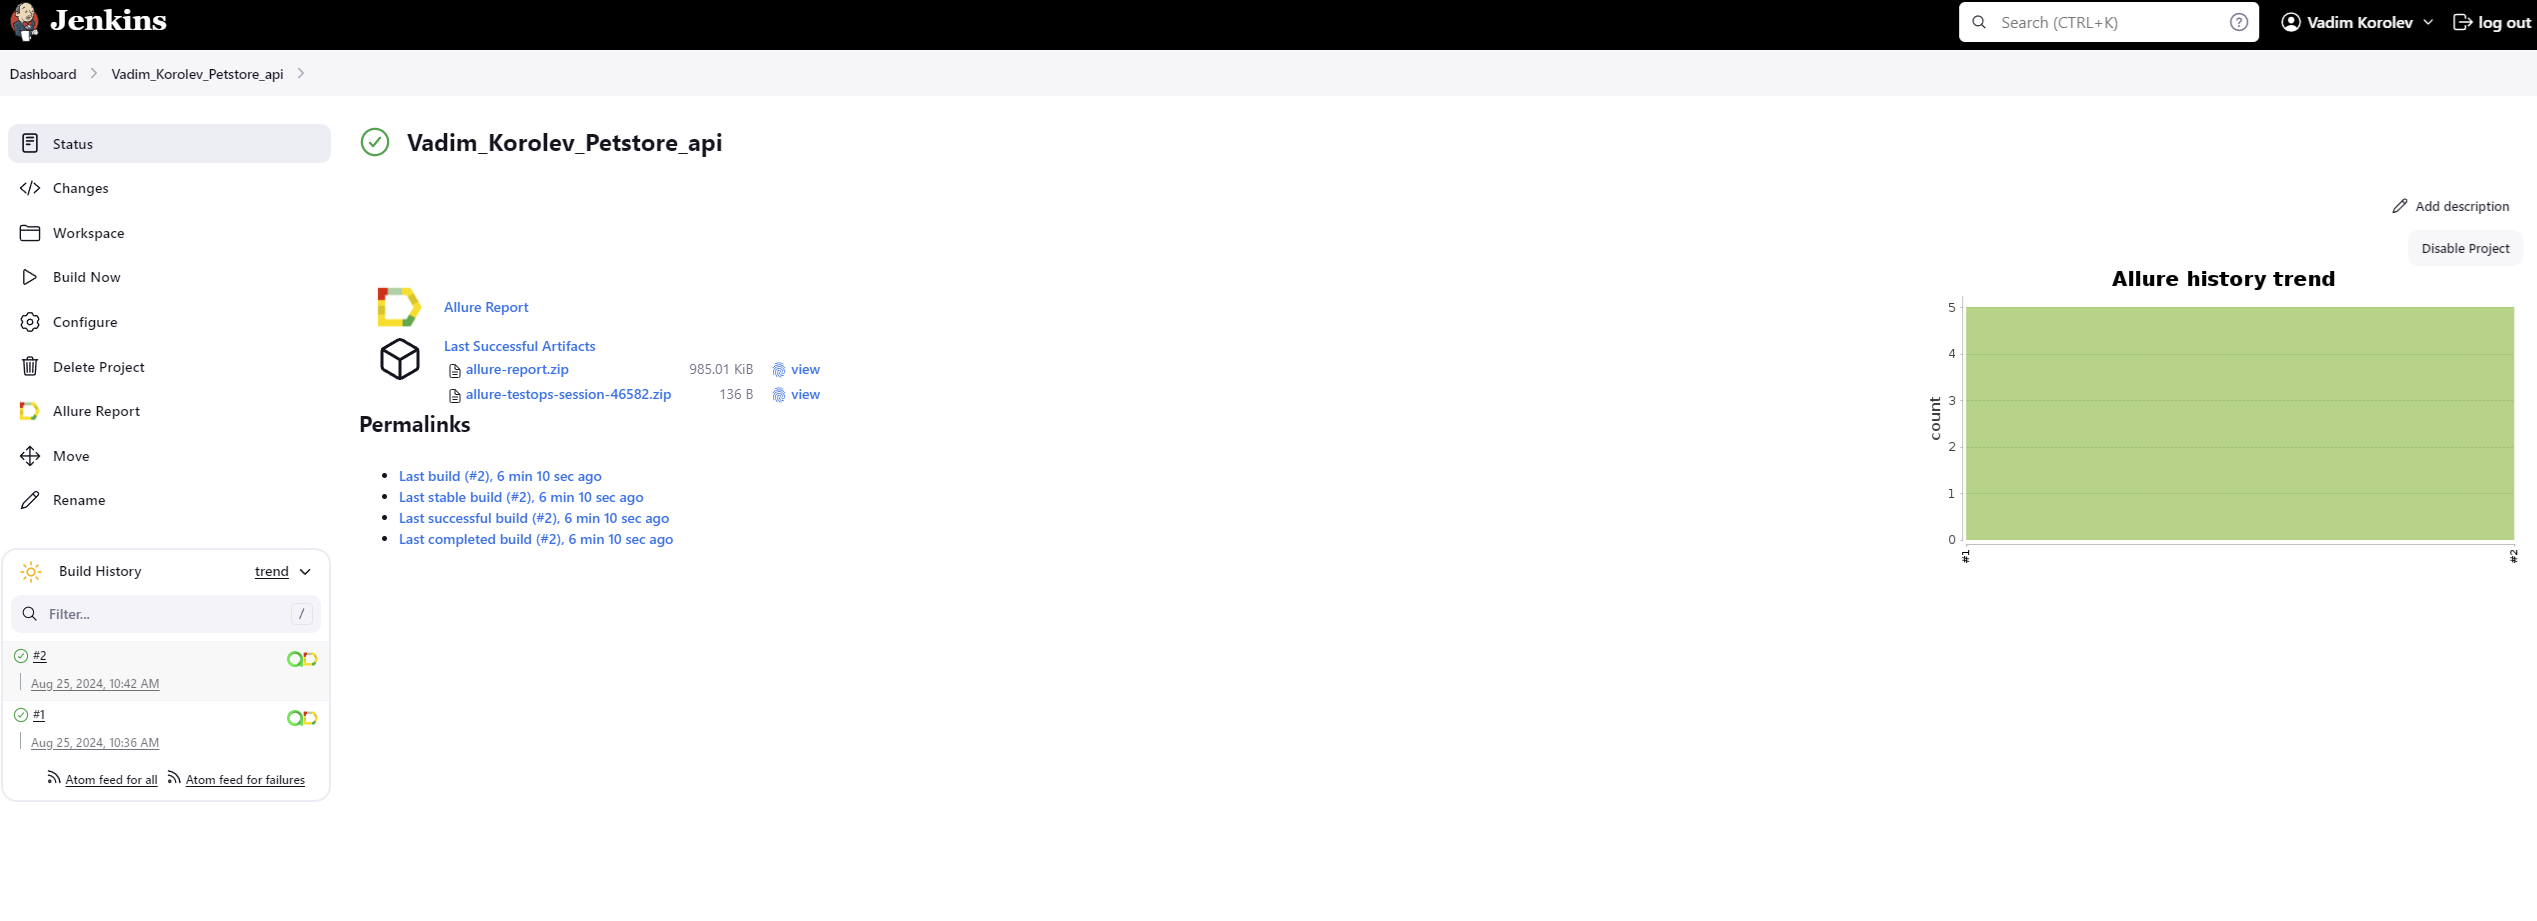 Jenkins
Search (CTRL+K)
Vadim Korolev
log out
Dashboard
Vadim_Korolev_Petstore_api
Status
Changes
Workspace
Build Now
Configure
Delete Project
Allure Report
Move
Rename
Build History
trend
Filter...
/
#2
Aug 25, 2024, 10:42 AM
#1
Aug 25, 2024, 10:36 AM
Atom feed for all
Atom feed for failures
Vadim_Korolev_Petstore_api
Add description
Disable Project
Allure Report
Last Successful Artifacts
allure-report.zip 985.01 KiB view
allure-testops-session-46582.zip 136 B view
Permalinks
Last build (#2), 6 min 10 sec ago
Last stable build (#2), 6 min 10 sec ago
Last successful build (#2), 6 min 10 sec ago
Last completed build (#2), 6 min 10 sec ago
Allure history trend
5
4
3
2
1
0
count
#1
#2